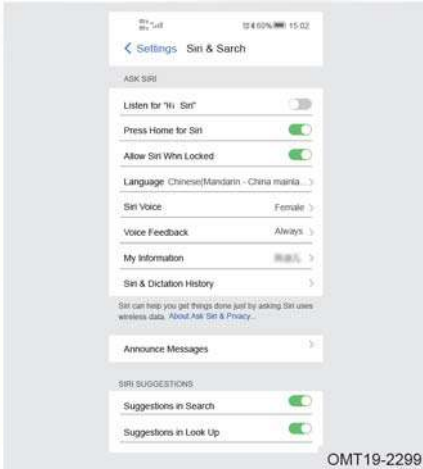 60% 15:02
Settings Siri & Sarch
ASK SIRI
Listen for "Hi Siri"
Press Home for Siri
Allow Siri Whn Locked
Language Chinese(Mandarin - China mainla...
Siri Voice Female
Voice Feedback Always
My Information
Siri & Dictation History
Siri can help you get things done just by asking Siri uses
wireless data. About Ask Siri & Privacy...
Announce Messages
SIRI SUGGESTIONS
Suggestions in Search
Suggestions in Look Up
OMT19-2299